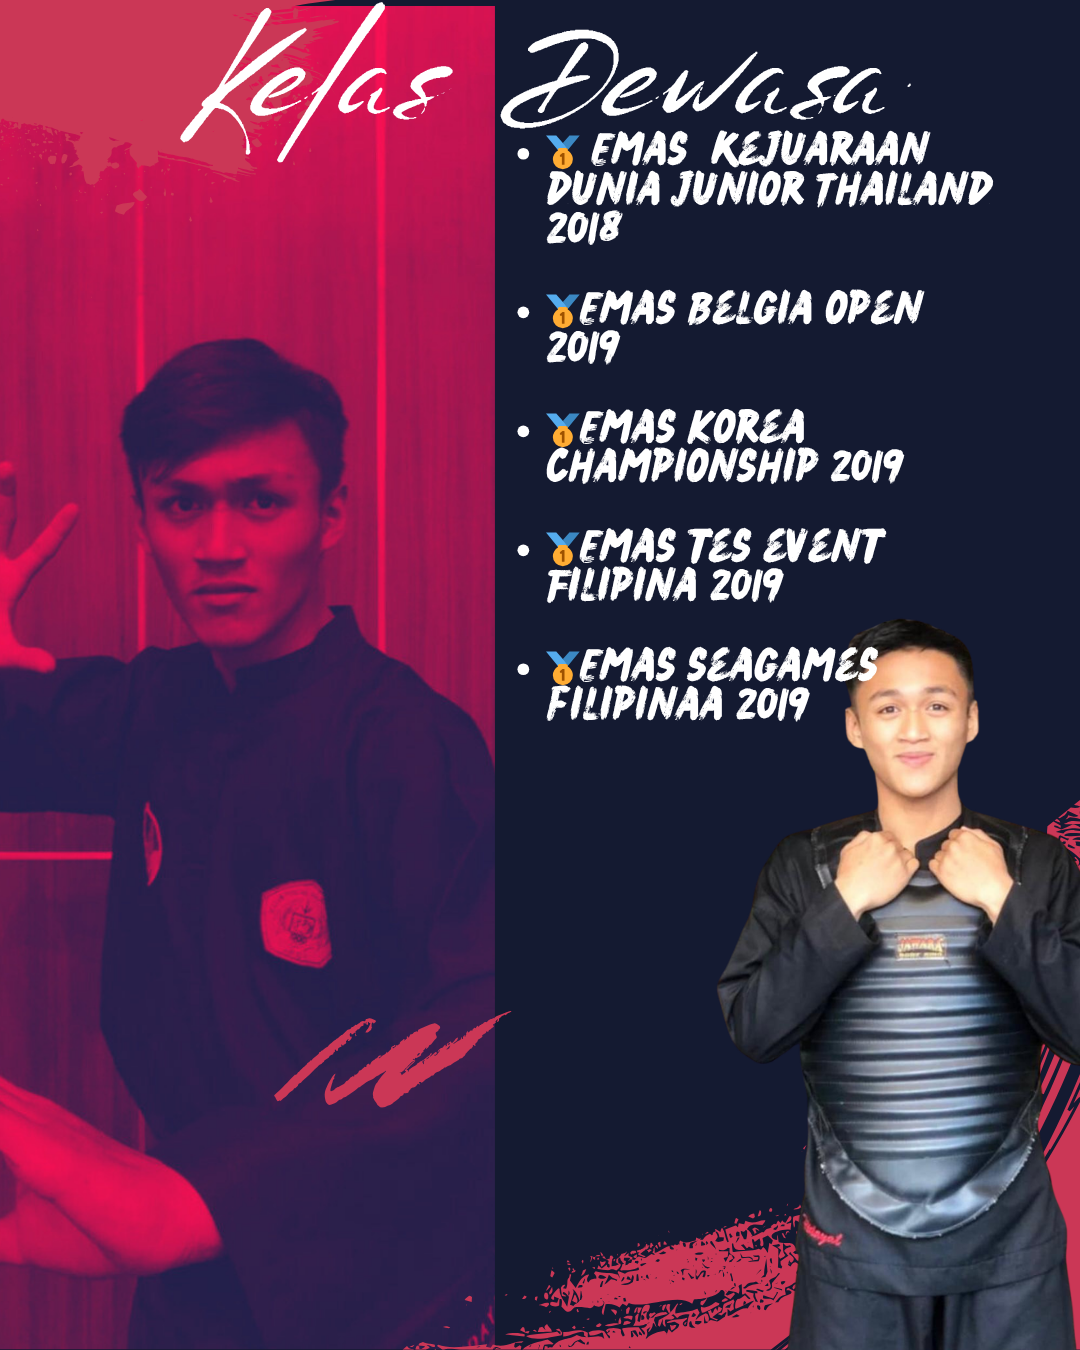 Kelas Dewasa
EMAS KEJUARAAN
DUNIA JUNIOR THAILAND
2018
EMAS BELGIA OPEN
2019
EMAS KOREA
CHAMPIONSHIP 2019
EMAS TES EVENT
FILIPINA 2019
EMAS SEAGAMES
FILIPINAA 2019